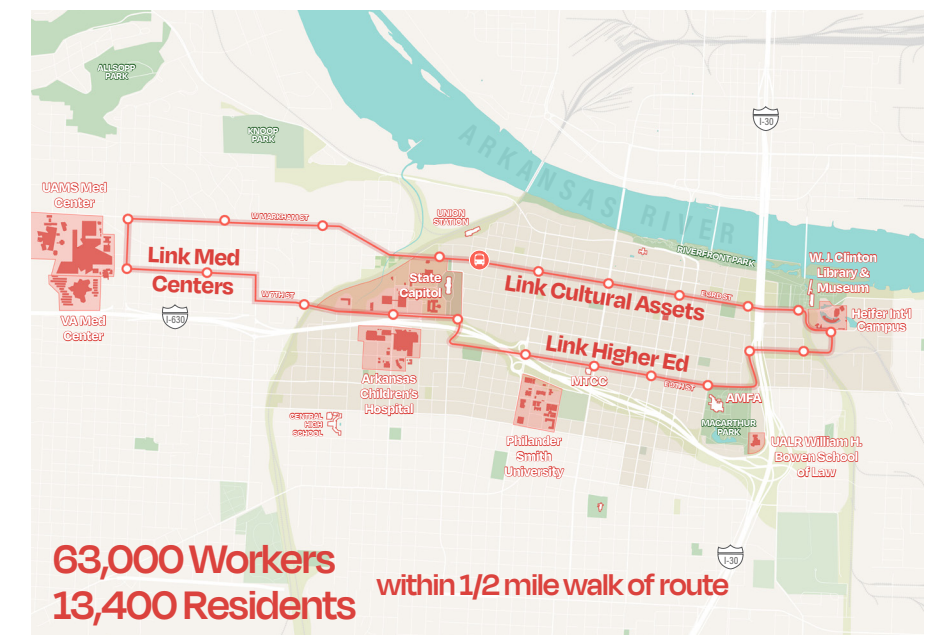 ALLSOPP
PARK
KNOOP
PARK
I-30
ARKANSAS RIVER
UAMS Med
Center
W MARKHAM ST
UNION
STATION
RIVERFRONT PARK
Link Med
Centers
W 7TH ST
State
Capitol
Link Cultural Assets
E 3RD ST
W. J. Clinton
Library &
Museum
Heifer Int'l
Campus
VA Med
Center
I-630
Link Higher Ed
Arkansas
Children's
Hospital
MTCC
E 9TH ST
AMFA
MACARTHUR
PARK
CENTRAL
HIGH
SCHOOL
Philander
Smith
University
UALR William H.
Bowen School
of Law
I-30
63,000 Workers
13,400 Residents
within 1/2 mile walk of route